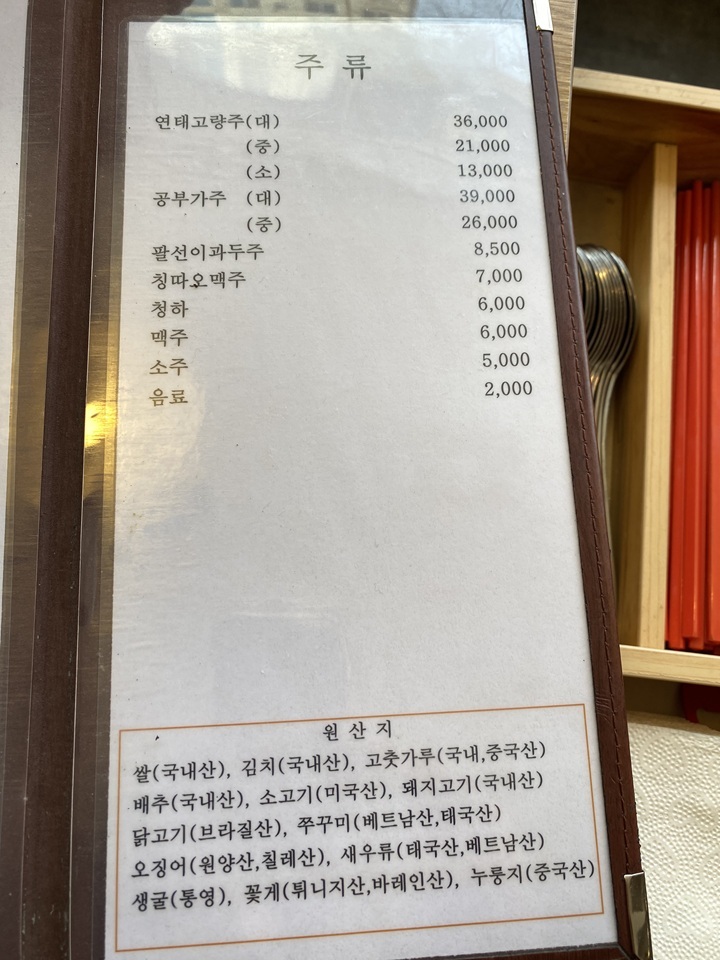 주 류
연태고량주(대) 36,000
(중) 21,000
(소) 13,000
공부가주 (대) 39,000
(중) 26,000
팔선이과두주 8,500
칭따오맥주 7,000
청하 6,000
맥주 6,000
소주 5,000
음료 2,000
원 산 지
쌀(국내산), 김치(국내산), 고춧가루(국내,중국산)
배추(국내산), 소고기(미국산), 돼지고기(국내산)
닭고기(브라질산), 쭈꾸미(베트남산,태국산)
오징어(원양산,칠레산), 새우류(태국산,베트남산)
생굴(통영), 꽃게(튀니지산,바레인산), 누룽지(중국산)